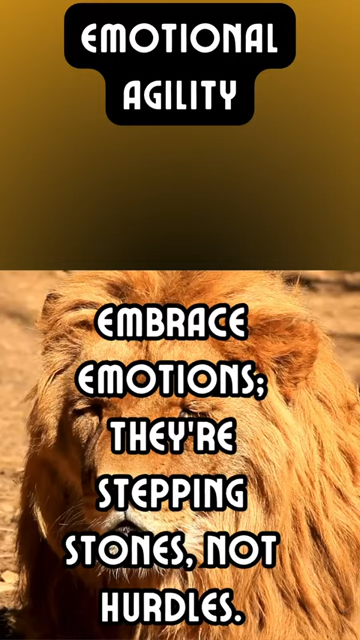 EMOTIONAL
AGILITY
EMBRACE
EMOTIONS;
THEY'RE
STEPPING
STONES, NOT
HURDLES.